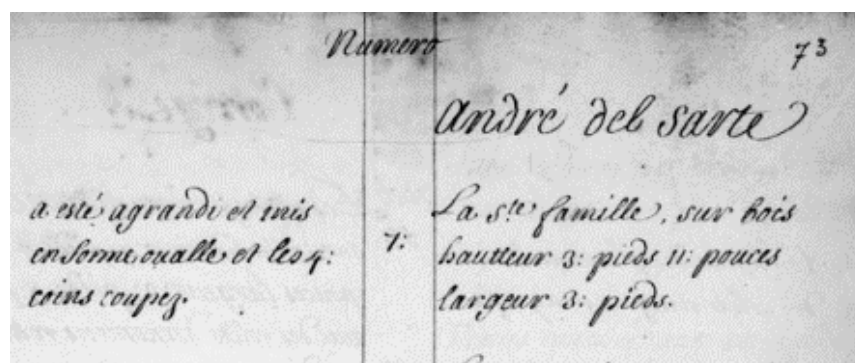 Numero
73
André del sarte
a esté agrandi et mis
en forme oualle et les 4:
coins coupez.
7:
La s.te famille, sur bois
hautteur 3: pieds 11: pouces
largeur 3: pieds.